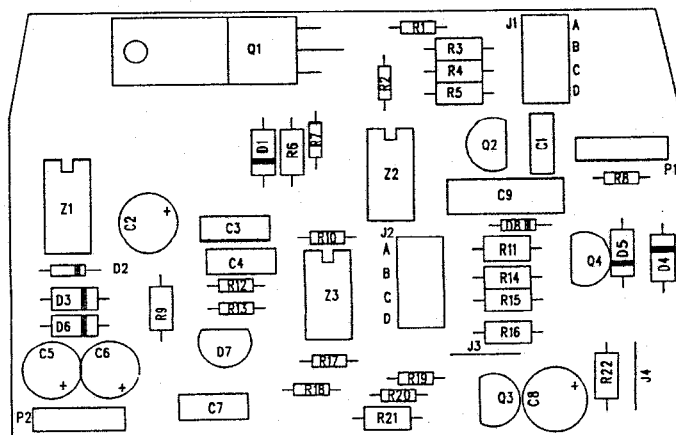 R1
J1
A
Q1
R3
B
R4
C
R2
R5
D
D1
R6
R7
Z2
Q2
C1
P1
R8
Z1
C2
+
C9
C3
R10
J2
D8
A
R11
D5
D4
Q4
C4
B
D2
R12
Z3
R14
D3
R9
R13
C
R15
D6
D
R16
D7
J3
C5
C6
R17
R22
J4
+
+
R19
+
R18
R20
Q3
C8
P2
C7
R21